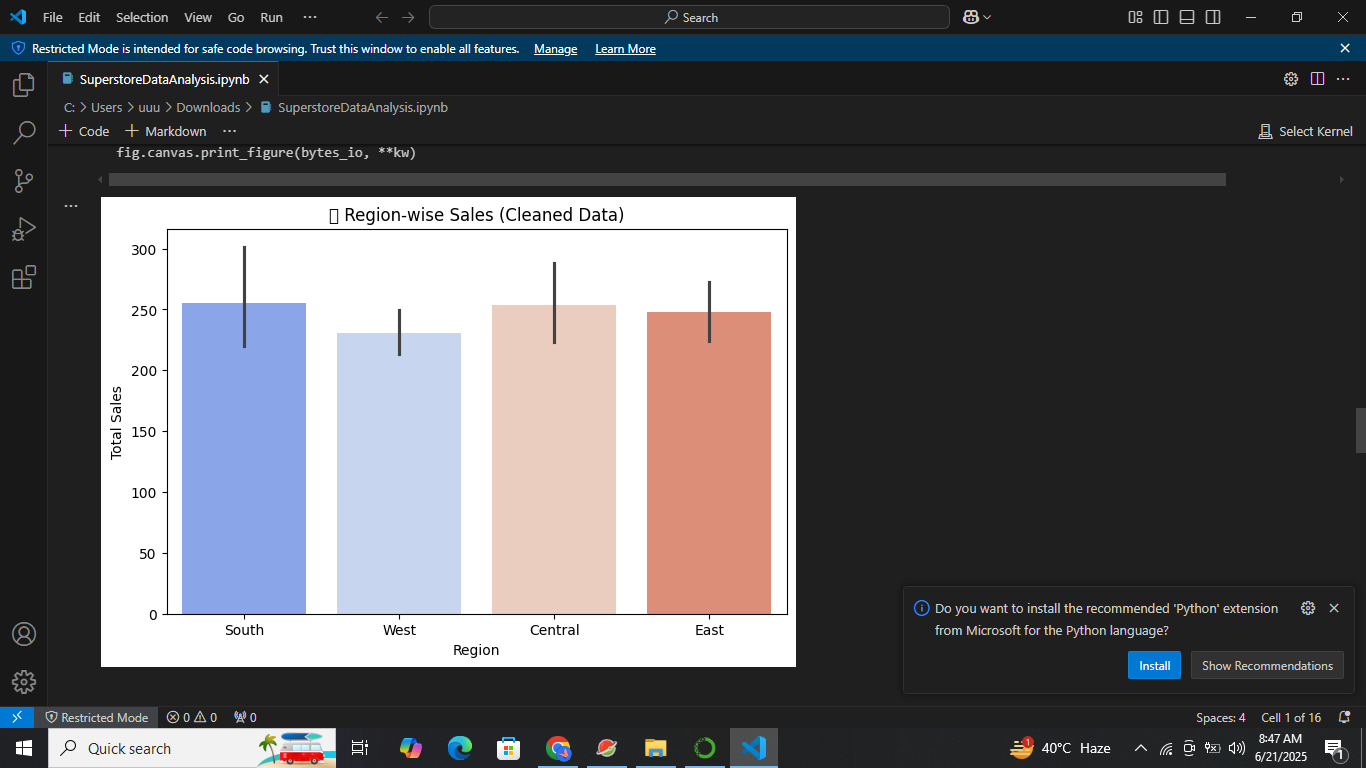 File Edit Selection View Go Run ···
Search
Restricted Mode is intended for safe code browsing. Trust this window to enable all features. Manage Learn More
SuperstoreDataAnalysis.ipynb
C: > Users > uuu > Downloads > SuperstoreDataAnalysis.ipynb
+ Code + Markdown ···
Select Kernel
fig.canvas.print_figure(bytes_io, **kw)
▯ Region-wise Sales (Cleaned Data)
300
250
200
150
100
50
0
Total Sales
South West Central East
Region
Do you want to install the recommended 'Python' extension
from Microsoft for the Python language?
Install Show Recommendations
Restricted Mode 0 0 0
Spaces: 4 Cell 1 of 16
Quick search
1
40°C Haze
8:47 AM
6/21/2025
1